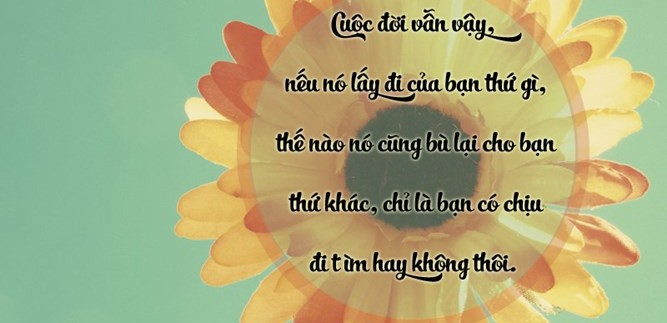 Cuộc đời vẫn vậy,
nếu nó lấy đi của bạn thứ gì,
thế nào nó cũng bù lại cho bạn
thứ khác, chỉ là bạn có chịu
đi t ìm hay không thôi.